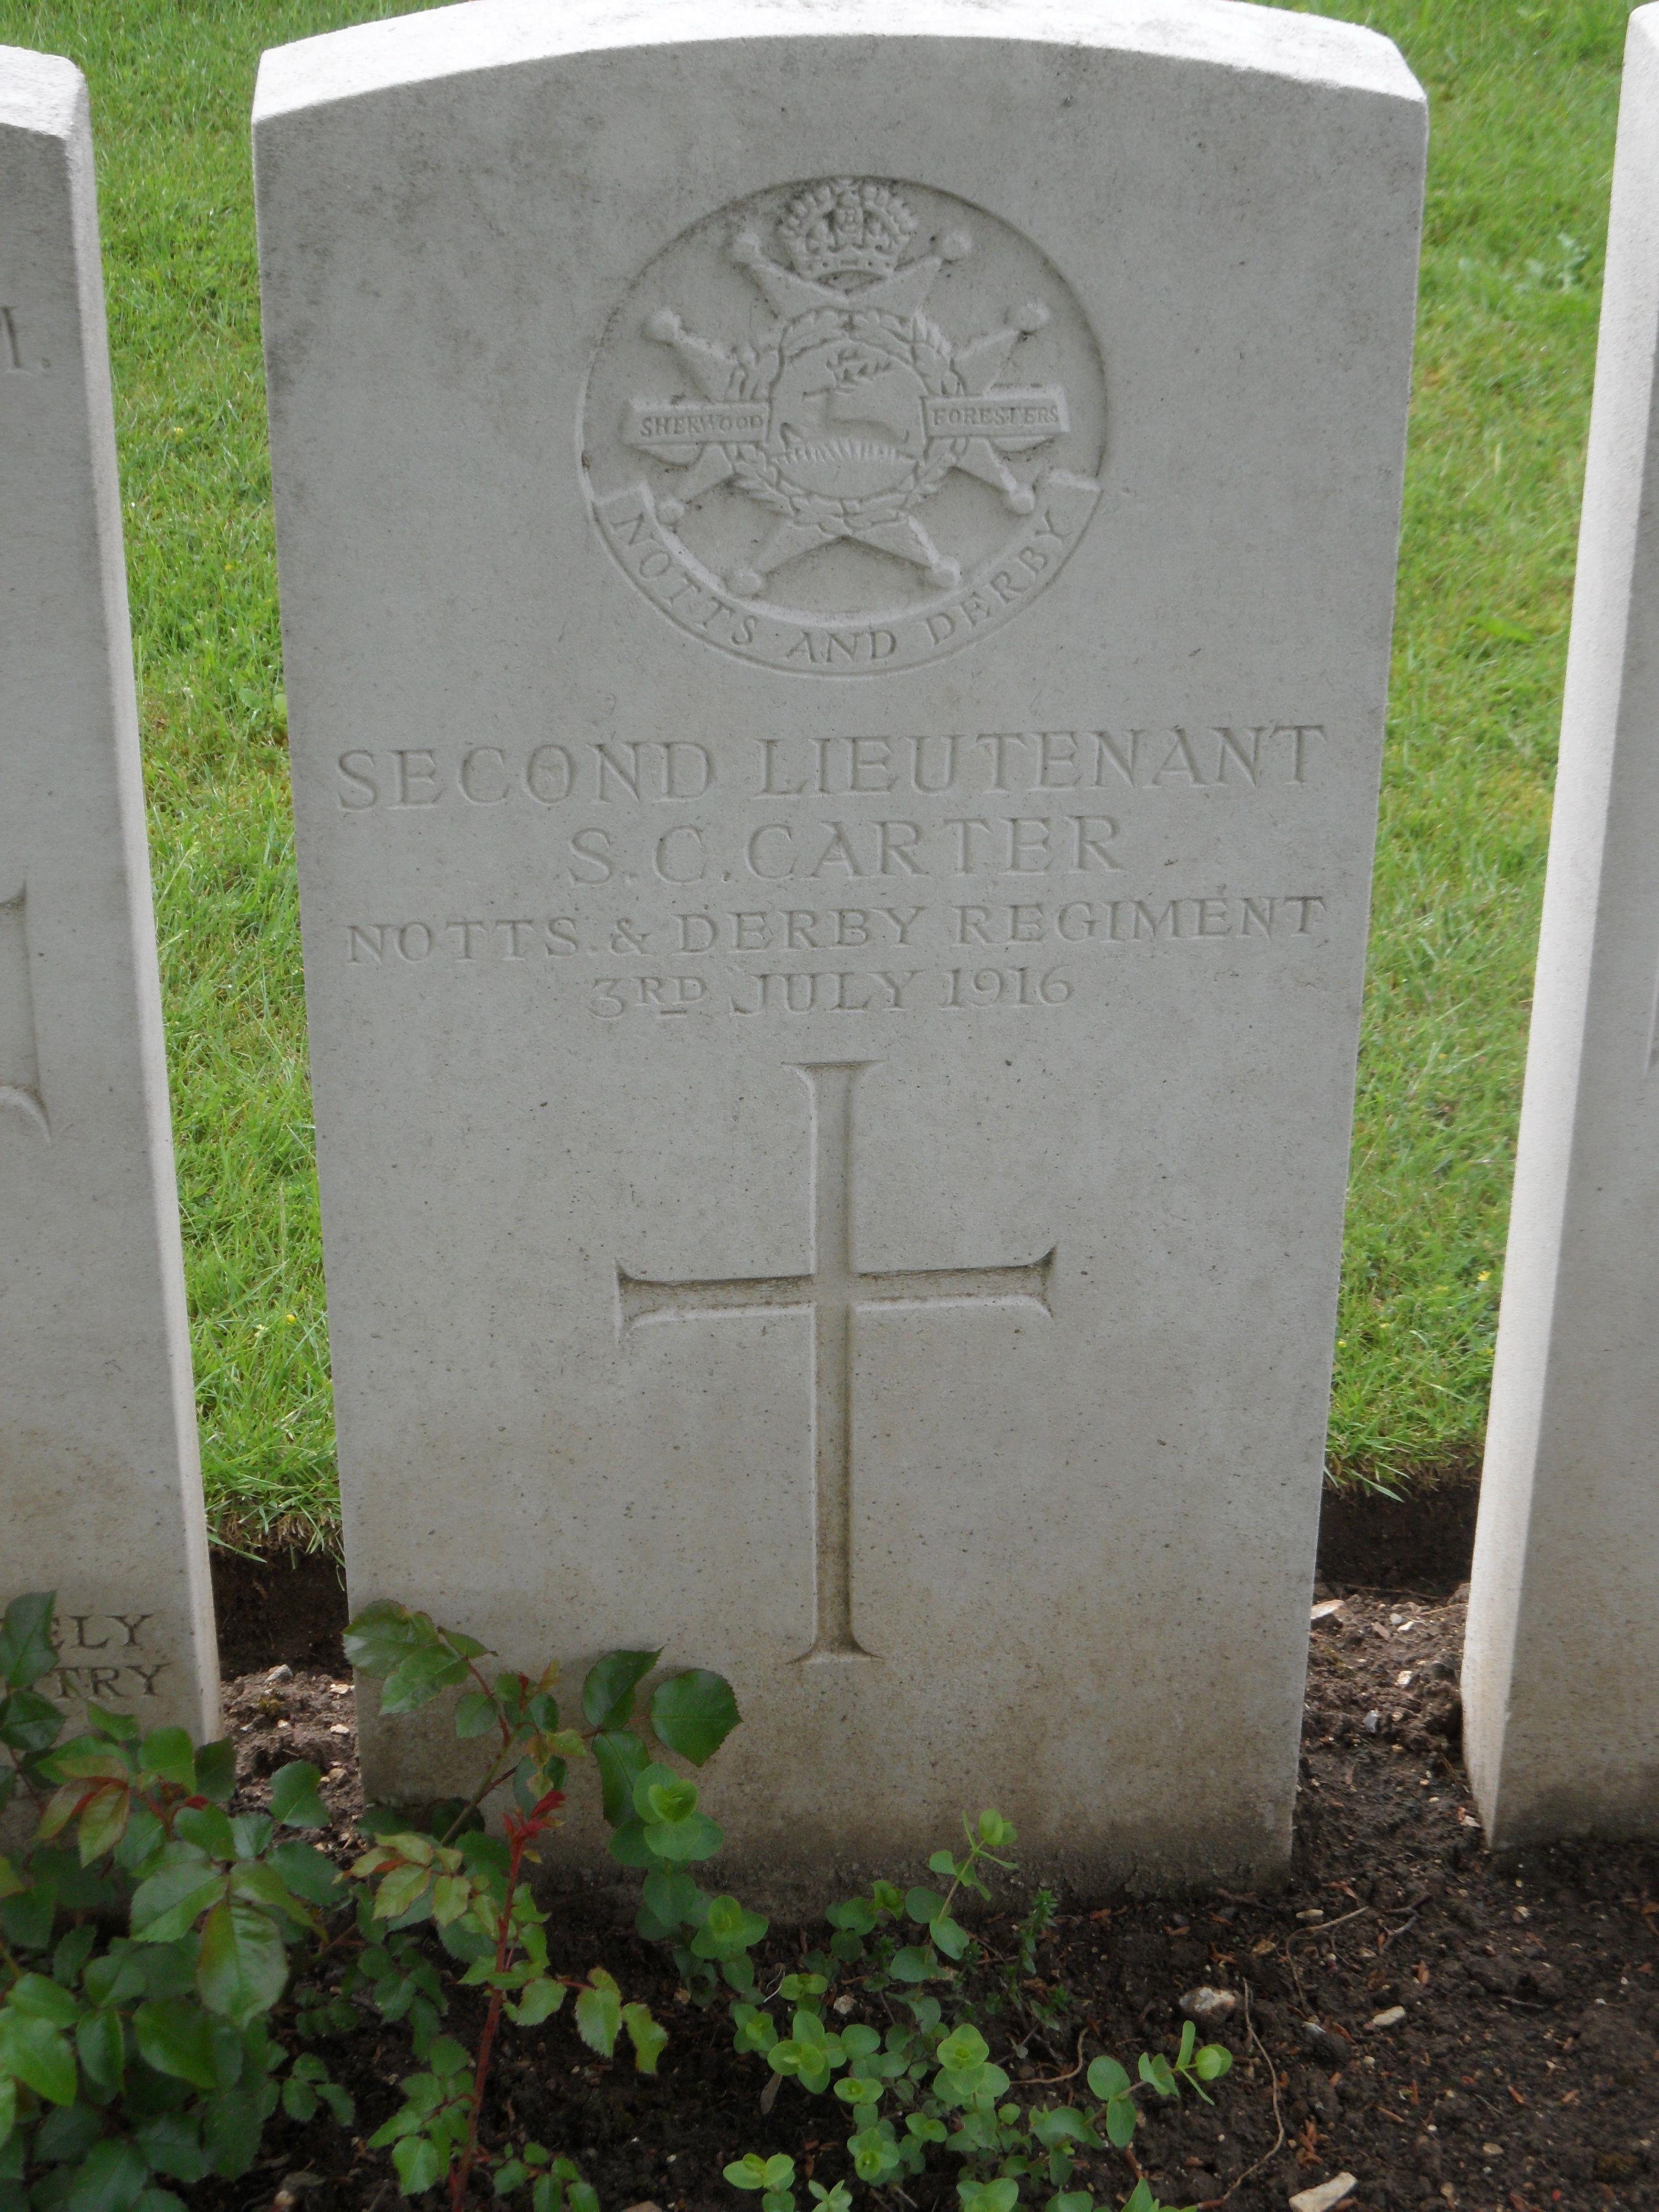 SHERWOOD FORESTERS
NOTTS AND DERBY
SECOND LIEUTENANT
S.C.CARTER
NOTTS. & DERBY REGIMENT
3RD JULY 1916